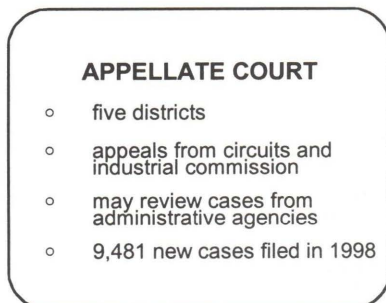 APPELLATE COURT
○ five districts
○ appeals from circuits and
industrial commission
○ may review cases from
administrative agencies
○ 9,481 new cases filed in 1998